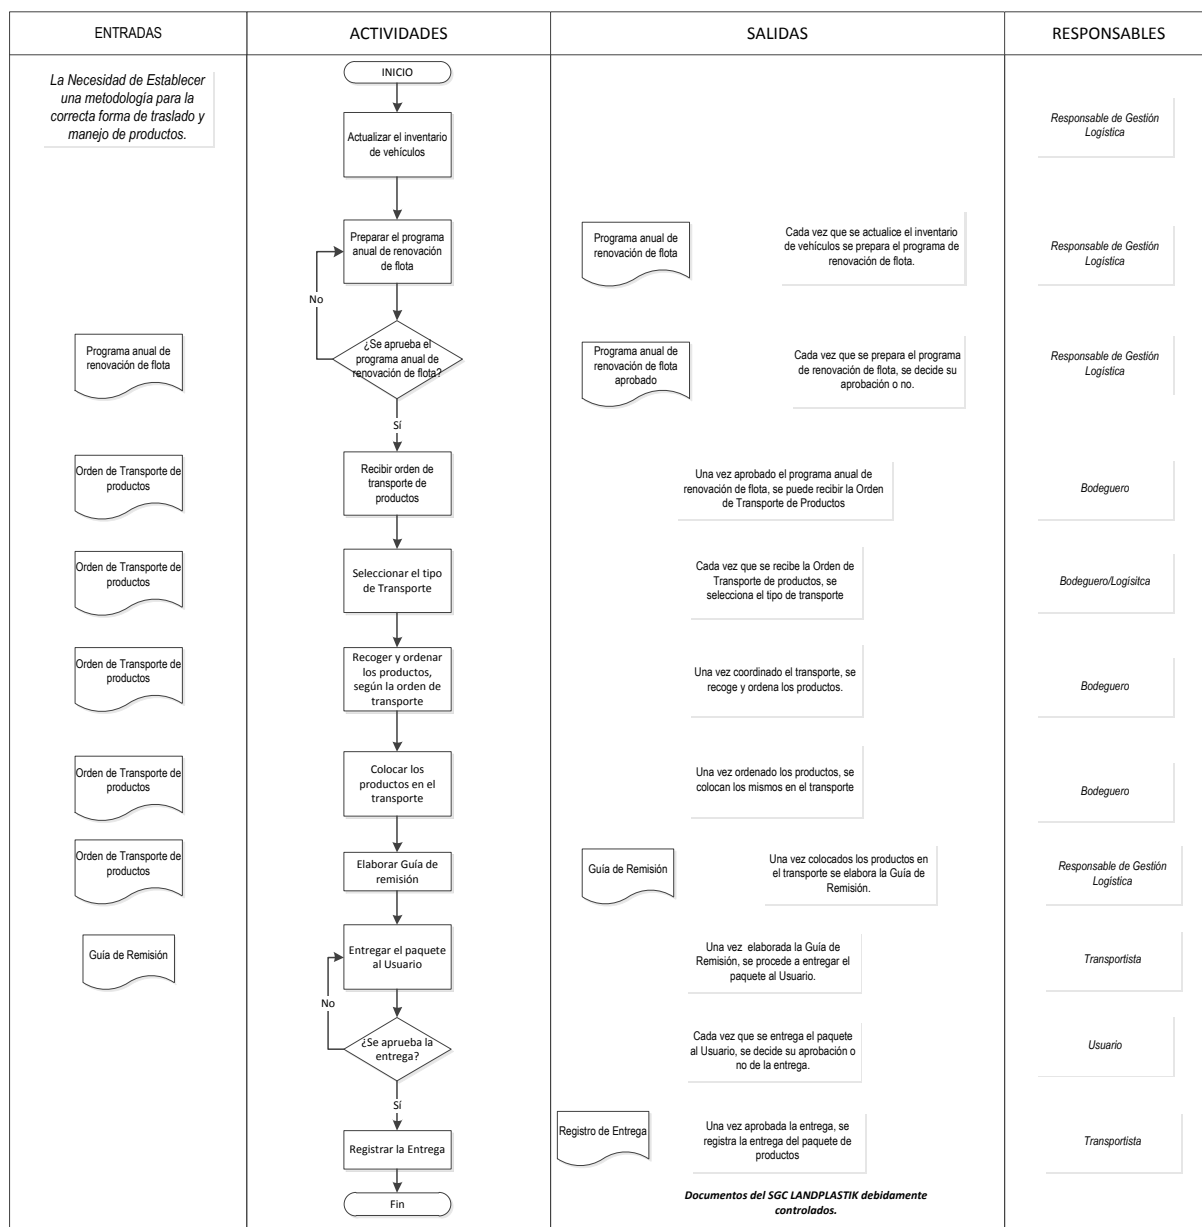 ENTRADAS
ACTIVIDADES
SALIDAS
RESPONSABLES
La Necesidad de Establecer
una metodología para la
correcta forma de traslado y
manejo de productos.
INICIO
Actualizar el inventario
de vehículos
Responsable de Gestión
Logística
Preparar el programa
anual de renovación
de flota
Programa anual de
renovación de flota
Cada vez que se actualice el inventario
de vehículos se prepara el programa de
renovación de flota.
Responsable de Gestión
Logística
No
Programa anual de
renovación de flota
¿Se aprueba el
programa anual de
renovación de flota?
Programa anual de
renovación de flota
aprobado
Cada vez que se prepara el programa
de renovación de flota, se decide su
aprobación o no.
Responsable de Gestión
Logística
Sí
Orden de Transporte de
productos
Recibir orden de
transporte de
productos
Una vez aprobado el programa anual de
renovación de flota, se puede recibir la Orden
de Transporte de Productos
Bodeguero
Orden de Transporte de
productos
Seleccionar el tipo
de Transporte
Cada vez que se recibe la Orden de
Transporte de productos, se
selecciona el tipo de transporte
Bodeguero/Logísitca
Orden de Transporte de
productos
Recoger y ordenar
los productos,
según la orden de
transporte
Una vez coordinado el transporte, se
recoge y ordena los productos.
Bodeguero
Orden de Transporte de
productos
Colocar los
productos en el
transporte
Una vez ordenado los productos, se
colocan los mismos en el transporte
Bodeguero
Orden de Transporte de
productos
Elaborar Guía de
remisión
Guía de Remisión
Una vez colocados los productos en
el transporte se elabora la Guía de
Remisión.
Responsable de Gestión
Logística
Guía de Remisión
Entregar el paquete
al Usuario
Una vez  elaborada la Guía de
Remisión, se procede a entregar el
paquete al Usuario.
Transportista
No
¿Se aprueba la
entrega?
Cada vez que se entrega el paquete
al Usuario, se decide su aprobación o
no de la entrega.
Usuario
Sí
Registrar la Entrega
Registro de Entrega
Una vez aprobada la entrega, se
registra la entrega del paquete de
productos
Transportista
Fin
Documentos del SGC LANDPLASTIK debidamente
controlados.